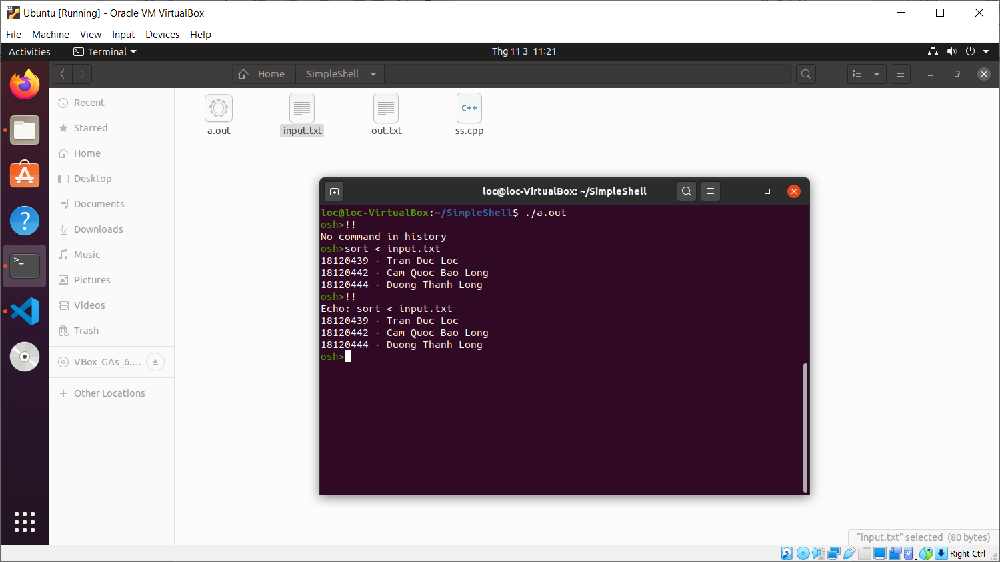 Ubuntu [Running] - Oracle VM VirtualBox
File Machine View Input Devices Help
Activities Terminal Thg 11 3 11:21
Home SimpleShell
Recent
Starred
Home
Desktop
Documents
Downloads
Music
Pictures
Videos
Trash
VBox_GAs_6....
Other Locations
a.out input.txt out.txt ss.cpp
C++
loc@loc-VirtualBox: ~/SimpleShell
loc@loc-VirtualBox:~/SimpleShell$ ./a.out
osh>!!
No command in history
osh>sort < input.txt
18120439 - Tran Duc Loc
18120442 - Cam Quoc Bao Long
18120444 - Duong Thanh Long
osh>!!
Echo: sort < input.txt
18120439 - Tran Duc Loc
18120442 - Cam Quoc Bao Long
18120444 - Duong Thanh Long
osh>
“input.txt” selected (80 bytes)
Right Ctrl